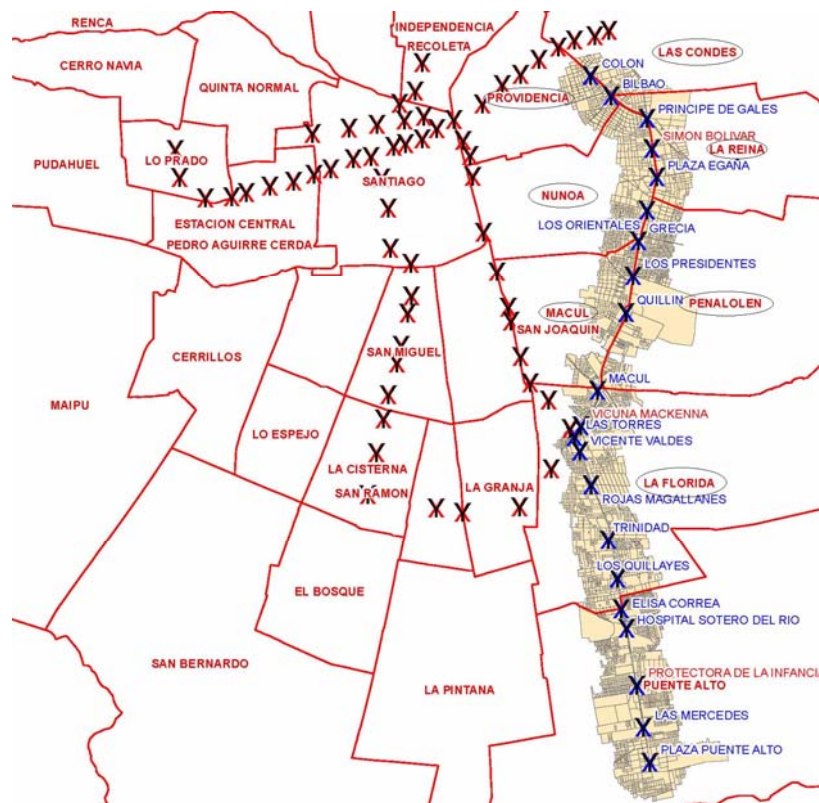 RENCA
INDEPENDENCIA
RECOLETA
LAS CONDES
CERRO NAVIA
COLON
QUINTA NORMAL
BILBAO
PROVIDENCIA
PRINCIPE DE GALES
SIMON BOLIVAR
LA REINA
LO PRADO
PUDAHUEL
PLAZA EGAÑA
SANTIAGO
NUNOA
ESTACION CENTRAL
LOS ORIENTALES
GRECIA
PEDRO AGUIRRE CERDA
LOS PRESIDENTES
QUILLIN
PENALOLEN
MACUL
SAN JOAQUIN
CERRILLOS
SAN MIGUEL
MACUL
MAIPU
VICUNA MACKENNA
LAS TORRES
LO ESPEJO
VICENTE VALDES
LA CISTERNA
LA GRANJA
LA FLORIDA
SAN RAMON
ROJAS MAGALLANES
TRINIDAD
LOS QUILLAYES
EL BOSQUE
ELISA CORREA
HOSPITAL SOTERO DEL RIO
SAN BERNARDO
PROTECTORA DE LA INFANCIA
LA PINTANA
PUENTE ALTO
LAS MERCEDES
PLAZA PUENTE ALTO